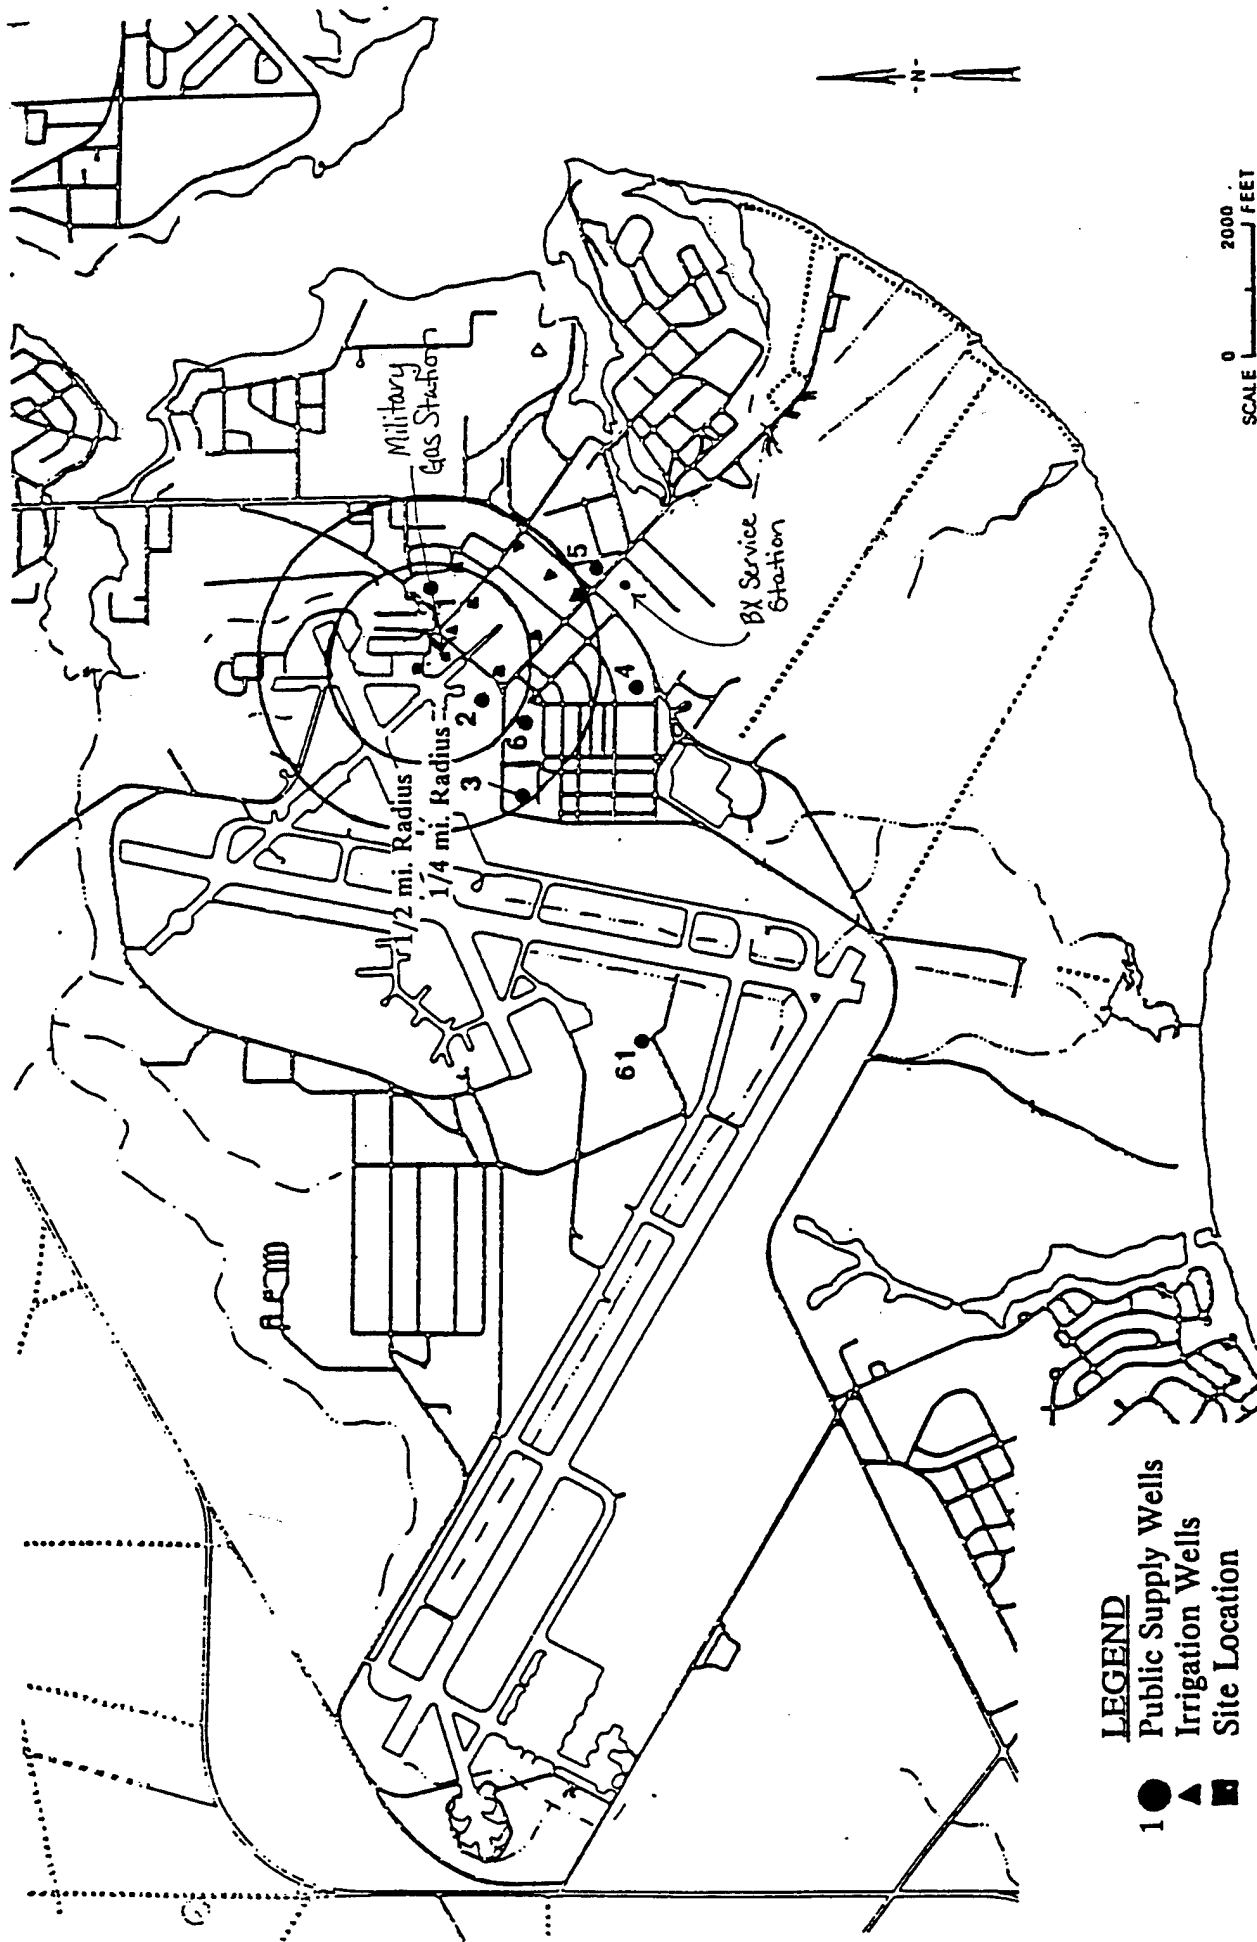 Military
Gas Station
1/2 mi. Radius
1/4 mi. Radius
1
2
3
4
5
6
61
BX Service
Station
-N-
LEGEND
1 Public Supply Wells
Irrigation Wells
Site Location
0 2000
SCALE FEET